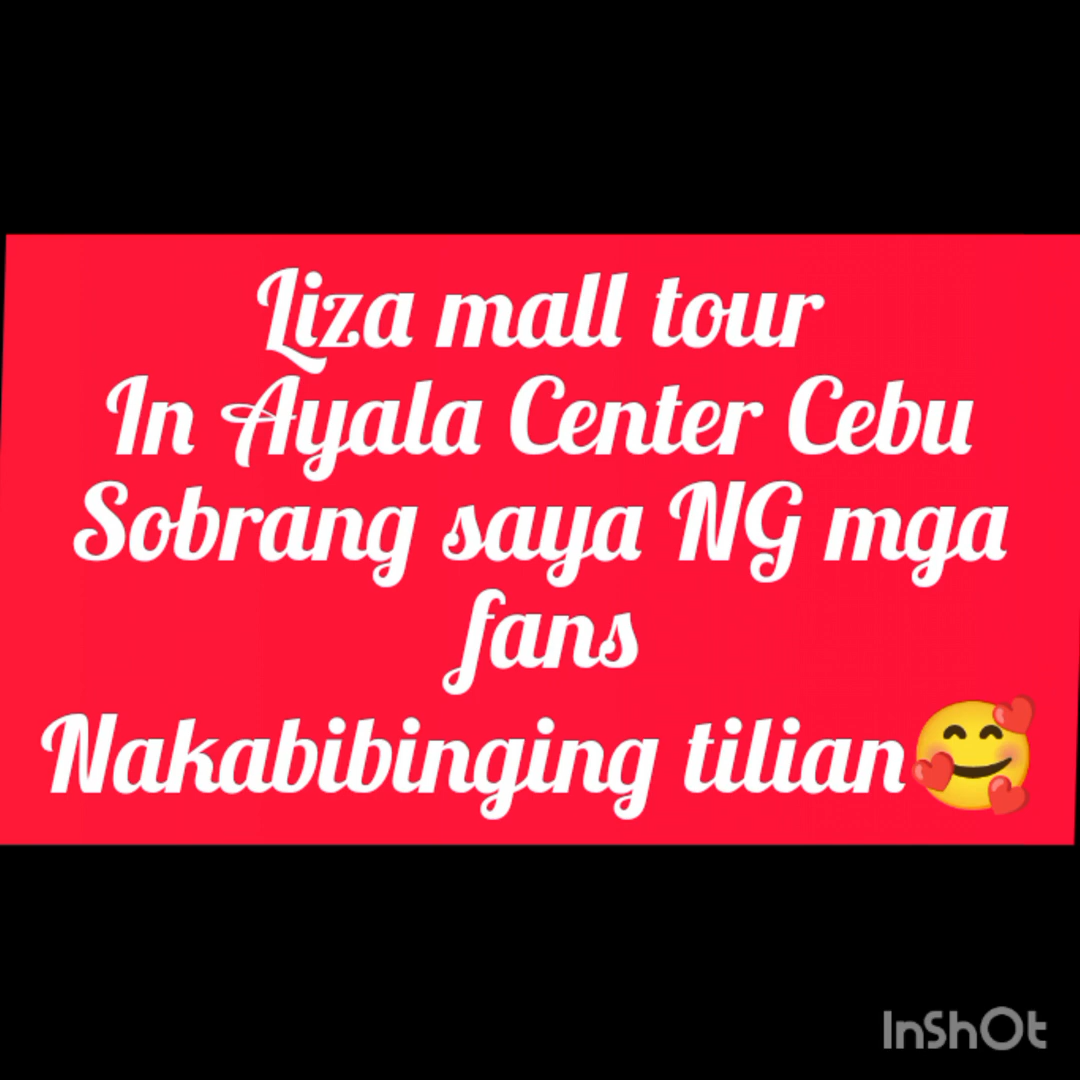 Liza mall tour
In Ayala Center Cebu
Sobrang saya NG mga
fans
Nakabibinging tilian🥰
InShOt